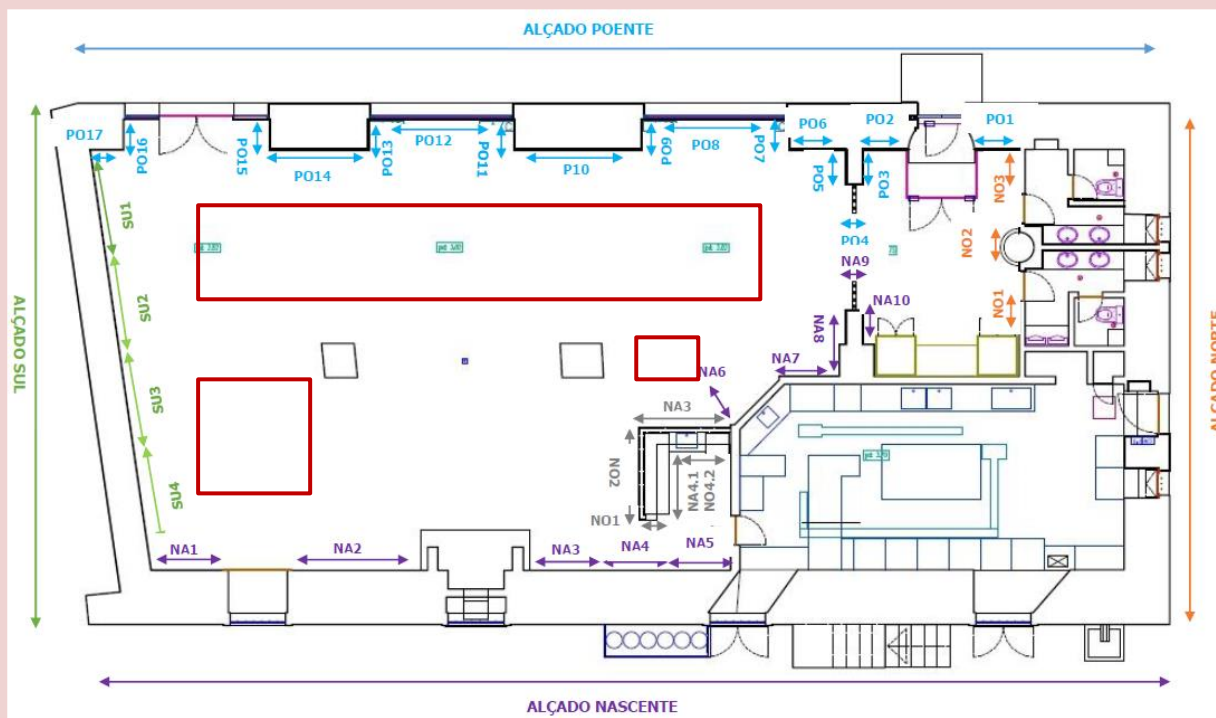 ALÇADO POENTE
PO17
PO16
PO15
PO14
PO13
PO12
PO11
P10
PO9
PO8
PO7
PO6
PO5
PO2
PO3
PO1
PO4
NO3
NO2
NO1
NA9
NA10
NA8
NA7
NA6
SU1
SU2
SU3
SU4
ALÇADO SUL
ALÇADO NORTE
NA3
NO2
NA4.1
NO4.2
NO1
NA1
NA2
NA3
NA4
NA5
ALÇADO NASCENTE